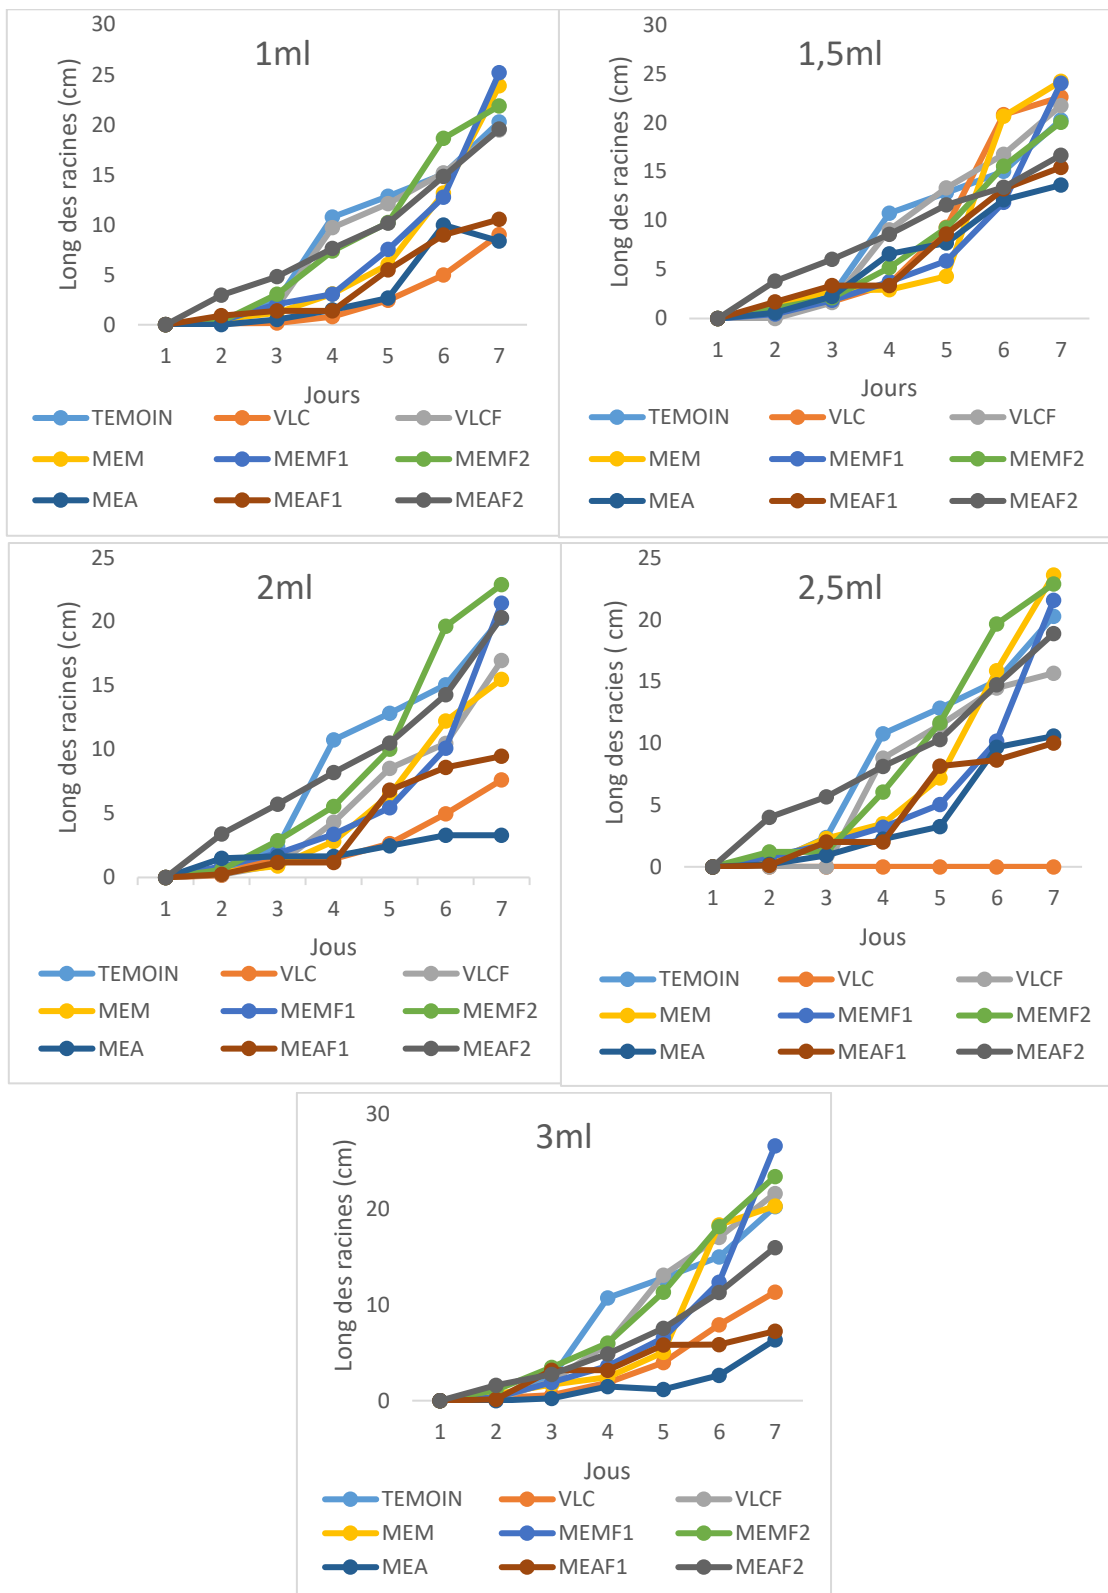 1ml
Long des racines (cm)
30
25
20
15
10
5
0
1 2 3 4 5 6 7
Jours
TEMOIN VLC VLCF
MEM MEMF1 MEMF2
MEA MEAF1 MEAF2
1,5ml
Long des racines (cm)
30
25
20
15
10
5
0
1 2 3 4 5 6 7
Jours
TEMOIN VLC VLCF
MEM MEMF1 MEMF2
MEA MEAF1 MEAF2
2ml
Long des racines (cm)
25
20
15
10
5
0
1 2 3 4 5 6 7
Jous
TEMOIN VLC VLCF
MEM MEMF1 MEMF2
MEA MEAF1 MEAF2
2,5ml
Long des racies ( cm)
25
20
15
10
5
0
1 2 3 4 5 6 7
Jous
TEMOIN VLC VLCF
MEM MEMF1 MEMF2
MEA MEAF1 MEAF2
3ml
Long des racines (cm)
30
20
10
0
1 2 3 4 5 6 7
Jous
TEMOIN VLC VLCF
MEM MEMF1 MEMF2
MEA MEAF1 MEAF2